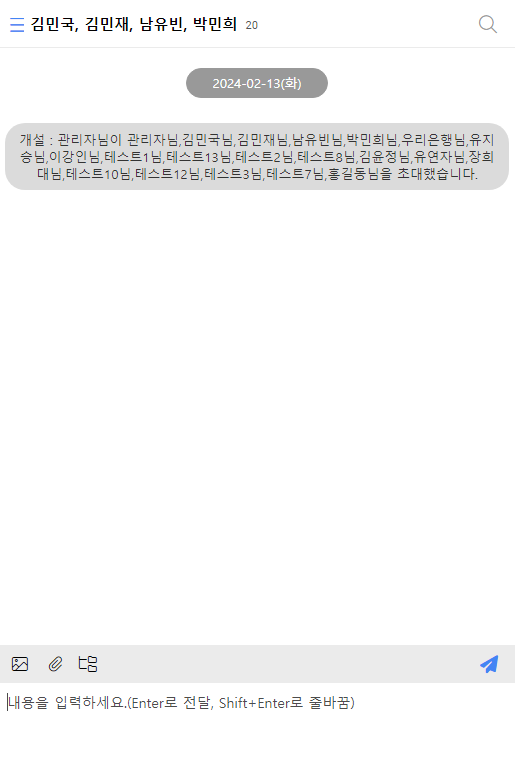 김민국, 김민재, 남유빈, 박민희 20
2024-02-13(화)
개설 : 관리자님이 관리자님,김민국님,김민재님,남유빈님,박민희님,우리은행님,유지
승님,이강인님,테스트1님,테스트13님,테스트2님,테스트8님,김윤정님,유연자님,장희
대님,테스트10님,테스트12님,테스트3님,테스트7님,홍길동님을 초대했습니다.
내용을 입력하세요.(Enter로 전달, Shift+Enter로 줄바꿈)